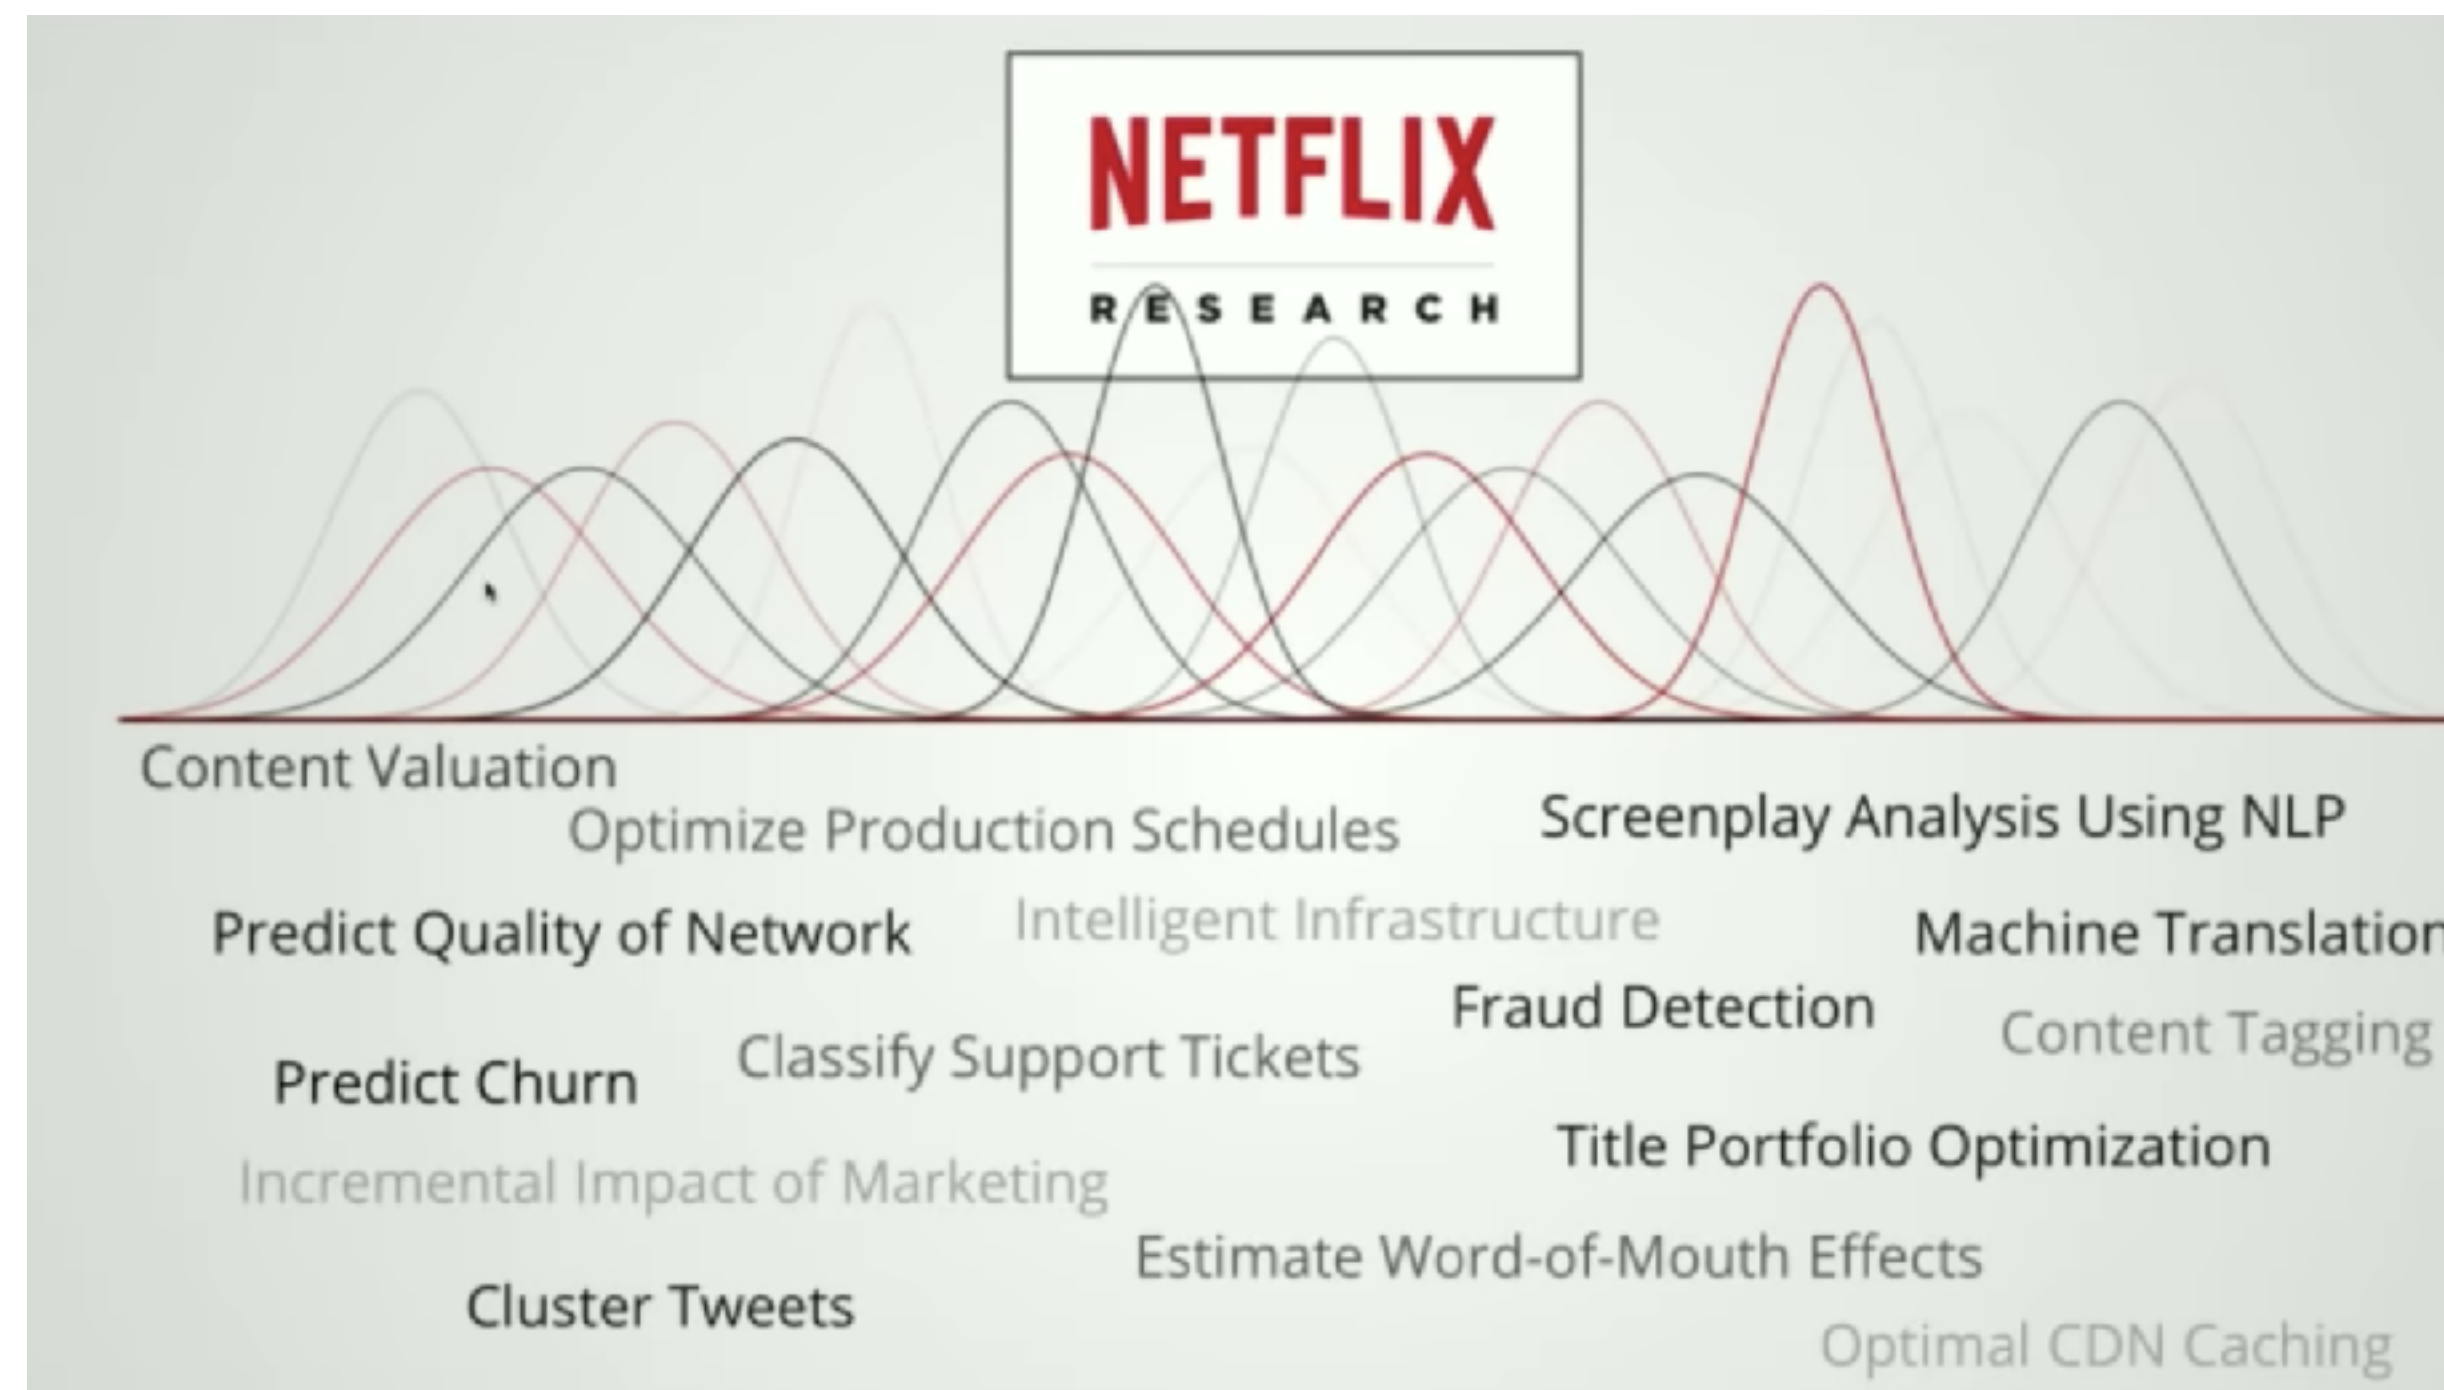 NETFLIX
RESEARCH
Content Valuation
Optimize Production Schedules
Screenplay Analysis Using NLP
Predict Quality of Network
Intelligent Infrastructure
Machine Translation
Fraud Detection
Content Tagging
Classify Support Tickets
Predict Churn
Title Portfolio Optimization
Incremental Impact of Marketing
Estimate Word-of-Mouth Effects
Cluster Tweets
Optimal CDN Caching